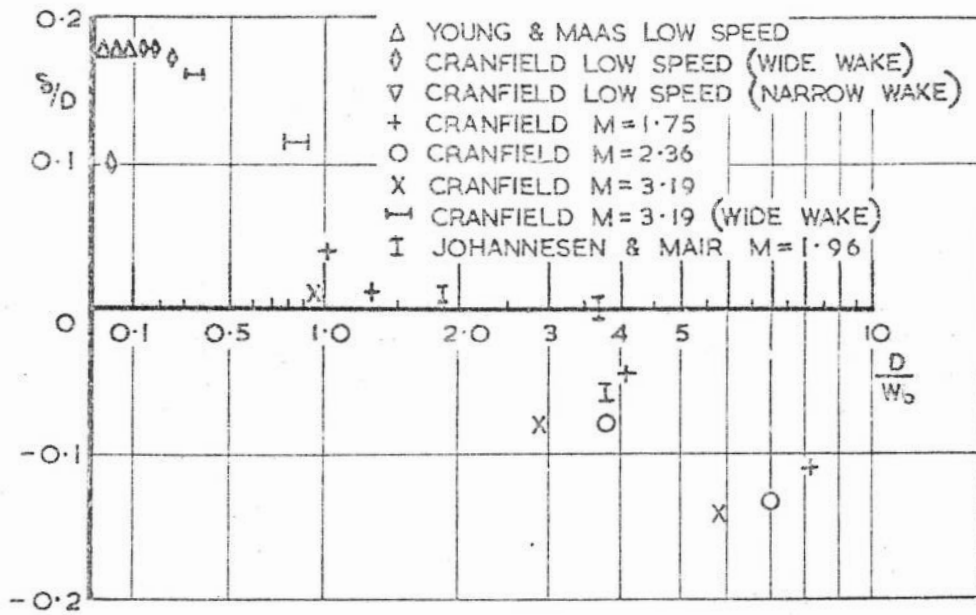 0.2
δ/D
0.1
0
-0.1
-0.2
△ YOUNG & MAAS LOW SPEED
◊ CRANFIELD LOW SPEED (WIDE WAKE)
▽ CRANFIELD LOW SPEED (NARROW WAKE)
+ CRANFIELD M=1.75
O CRANFIELD M=2.36
X CRANFIELD M=3.19
CRANFIELD M=3.19 (WIDE WAKE)
I JOHANNESEN & MAIR M=1.96
0.1 0.5 1.0 2.0 3 4 5 10
D
Wb